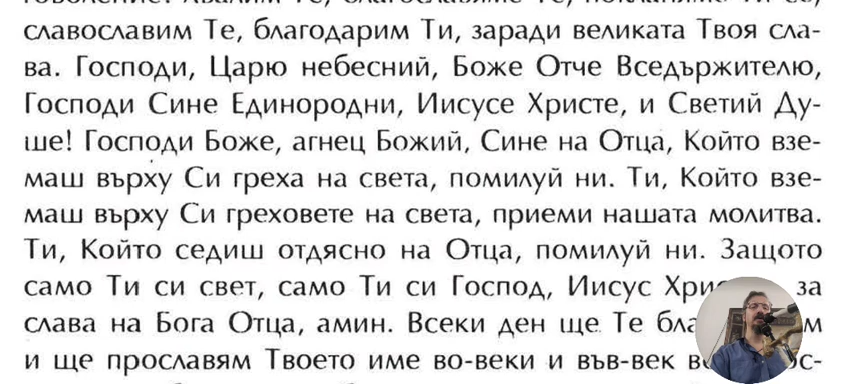 славославим Те, благодарим Ти, заради великата Твоя сла-
ва. Господи, Царю небесний, Боже Отче Вседържителю,
Господи Сине Единородни, Иисусе Христе, и Светий Ду-
ше! Господи Боже, агнец Божий, Сине на Отца, Който взе-
маш върху Си греха на света, помилуй ни. Ти, Който взе-
маш върху Си греховете на света, приеми нашата молитва.
Ти, Който седиш отдясно на Отца, помилуй ни. Защото
само Ти си свет, само Ти си Господ, Иисус за
слава на Бога Отца, амин. Всеки ден ще Те
и ще прославям Твоето име во-веки и във-век